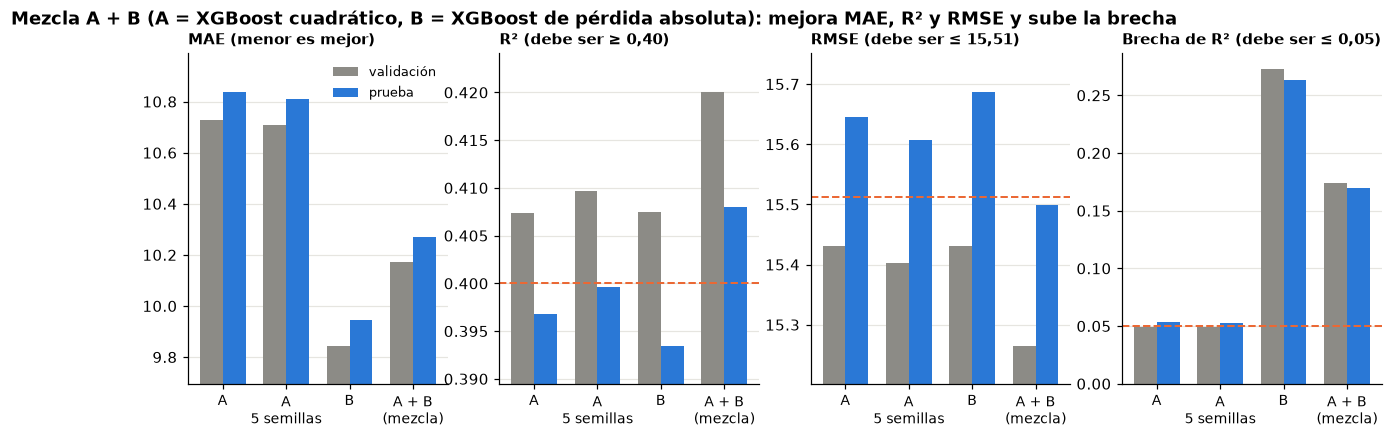 Mezcla A + B (A = XGBoost cuadrático, B = XGBoost de pérdida absoluta): mejora MAE, R² y RMSE y sube la brecha
MAE (menor es mejor)
validación
prueba
10.8
10.6
10.4
10.2
10.0
9.8
A
A
5 semillas
B
A + B
(mezcla)
R² (debe ser ≥ 0,40)
0.420
0.415
0.410
0.405
0.400
0.395
0.390
A
A
5 semillas
B
A + B
(mezcla)
RMSE (debe ser ≤ 15,51)
15.7
15.6
15.5
15.4
15.3
A
A
5 semillas
B
A + B
(mezcla)
Brecha de R² (debe ser ≤ 0,05)
0.25
0.20
0.15
0.10
0.05
0.00
A
A
5 semillas
B
A + B
(mezcla)